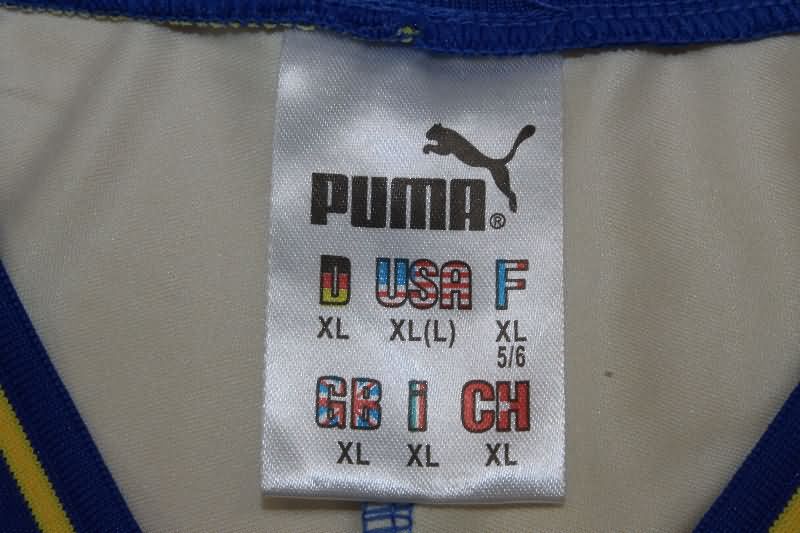 PUMA®
D USA F
XL XL(L) XL
5/6
GB i CH
XL XL XL